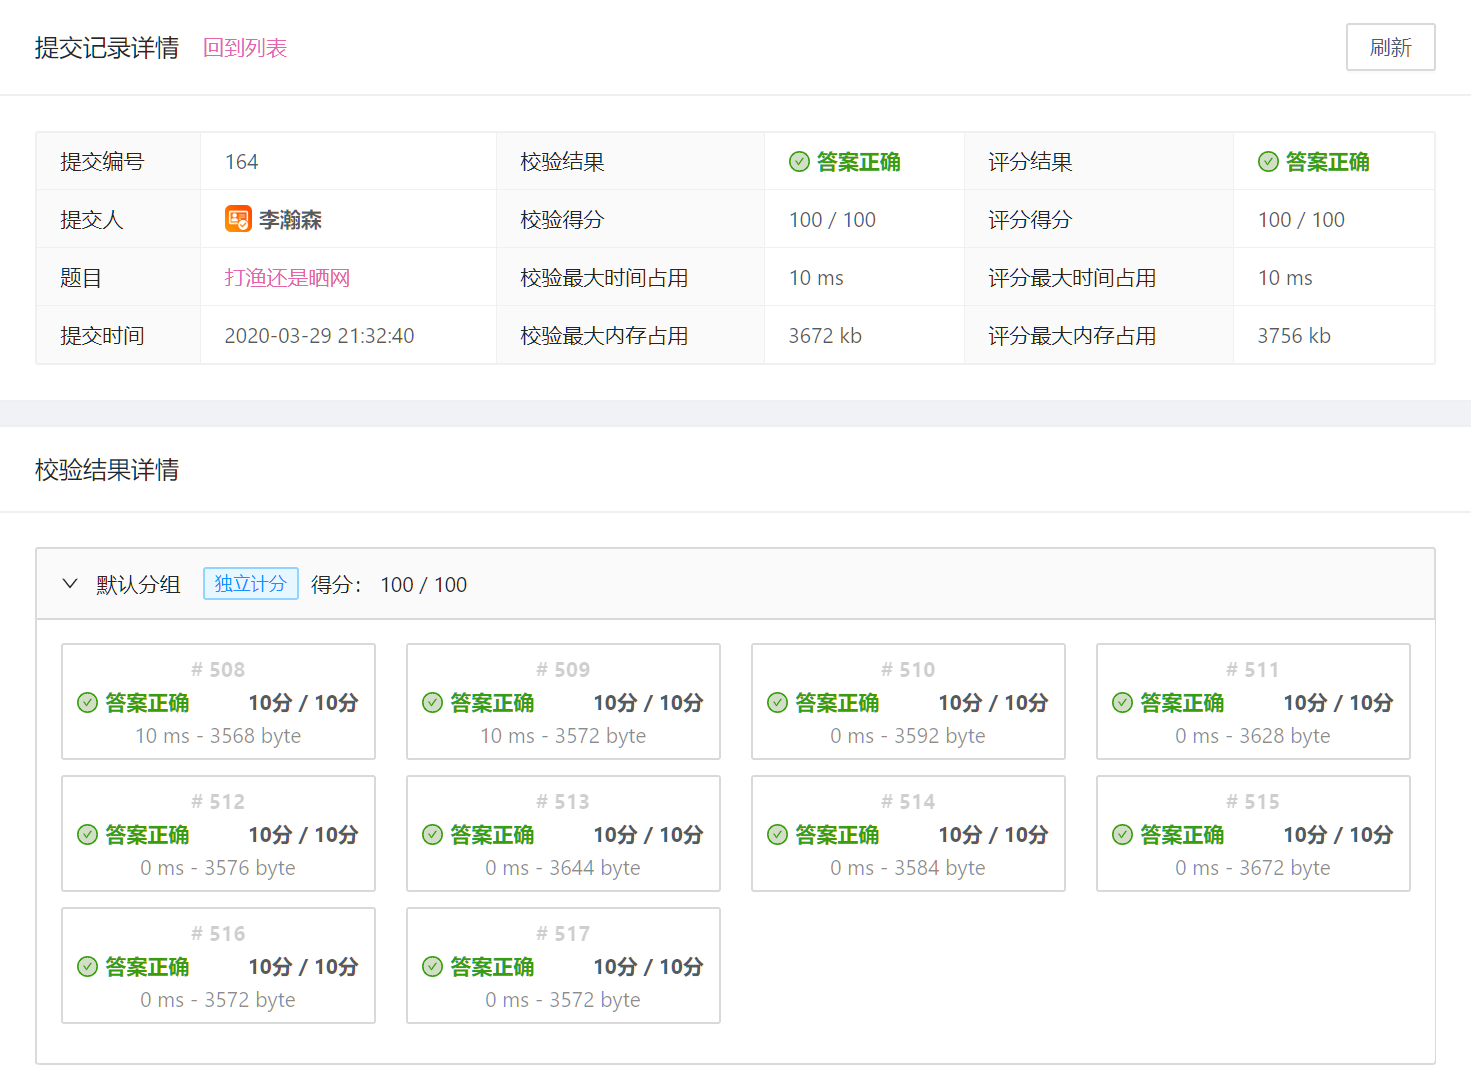 提交记录详情 回到列表 刷新
提交编号 164 校验结果 答案正确 评分结果 答案正确
提交人 李瀚森 校验得分 100 / 100 评分得分 100 / 100
题目 打渔还是晒网 校验最大时间占用 10 ms 评分最大时间占用 10 ms
提交时间 2020-03-29 21:32:40 校验最大内存占用 3672 kb 评分最大内存占用 3756 kb
校验结果详情
默认分组 独立计分 得分： 100 / 100
# 508 # 509 # 510 # 511
答案正确 10分 / 10分 答案正确 10分 / 10分 答案正确 10分 / 10分 答案正确 10分 / 10分
10 ms - 3568 byte 10 ms - 3572 byte 0 ms - 3592 byte 0 ms - 3628 byte
# 512 # 513 # 514 # 515
答案正确 10分 / 10分 答案正确 10分 / 10分 答案正确 10分 / 10分 答案正确 10分 / 10分
0 ms - 3576 byte 0 ms - 3644 byte 0 ms - 3584 byte 0 ms - 3672 byte
# 516 # 517
答案正确 10分 / 10分 答案正确 10分 / 10分
0 ms - 3572 byte 0 ms - 3572 byte